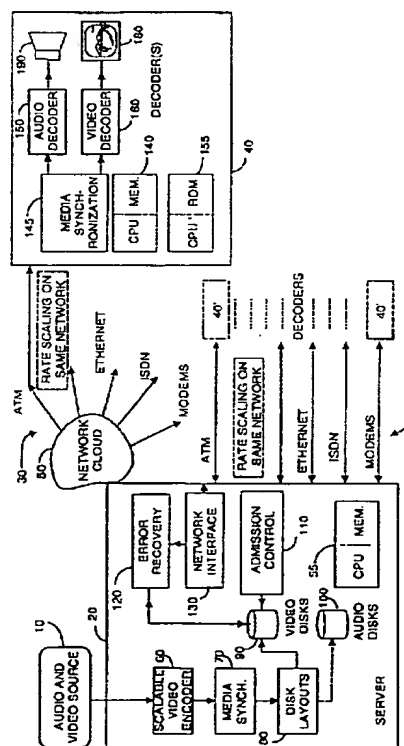 10
AUDIO AND
VIDEO SOURCE
20
SCALABLE
VIDEO
ENCODER
60
MEDIA
SYNCH.
70
DISK
LAYOUTS
80
SERVER
120
ERROR
RECOVERY
NETWORK
INTERFACE
130
ADMISSION
CONTROL
110
90
VIDEO DISKS
100
AUDIO DISKS
55
CPU
MEM.
30
50
NETWORK
CLOUD
ATM
RATE SCALING ON
SAME NETWORK
ETHERNET
ISDN
MODEMS
ATM
RATE SCALING ON
SAME NETWORK
ETHERNET
ISDN
MODEMS
40'
DECODERS
40'
145
MEDIA
SYNCH-
RONIZATION
150
AUDIO
DECODER
190
VIDEO
DECODER
160
180
DECODER(S)
CPU
MEM.
140
CPU
ROM
155
40